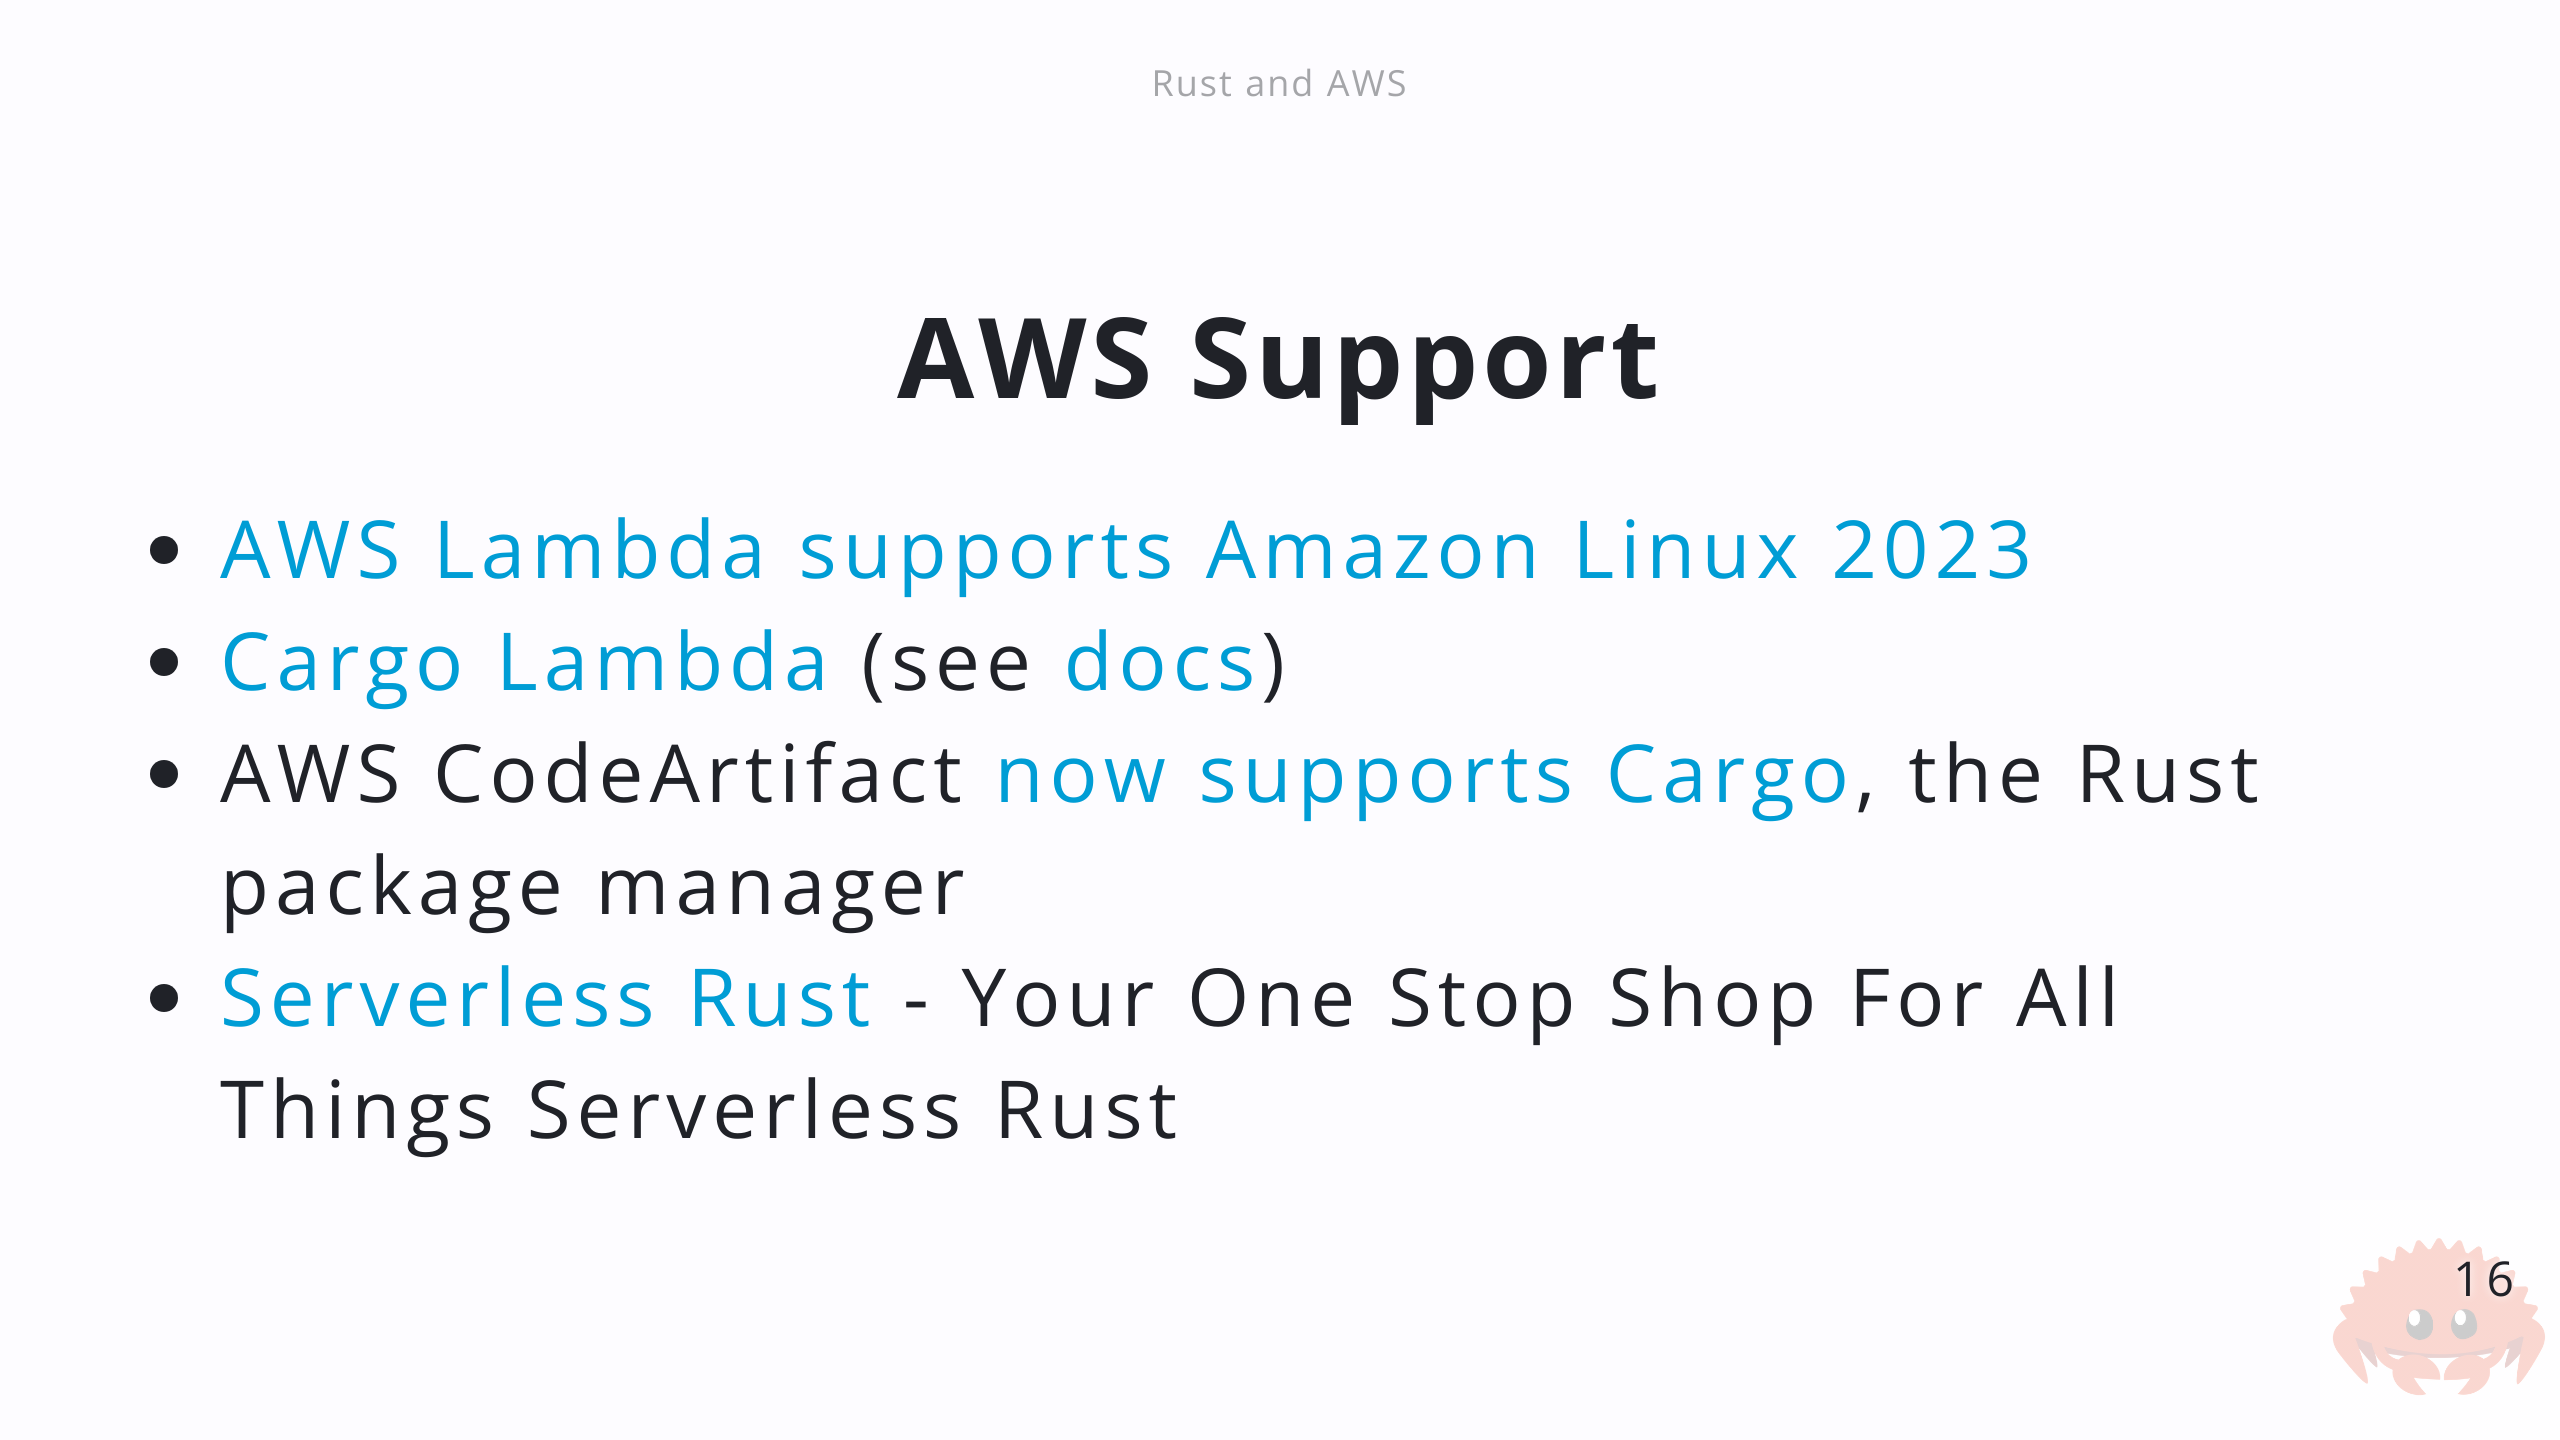 Rust and AWS
AWS Support
• AWS Lambda supports Amazon Linux 2023
• Cargo Lambda (see docs)
• AWS CodeArtifact now supports Cargo, the Rust
package manager
• Serverless Rust - Your One Stop Shop For All
Things Serverless Rust
16